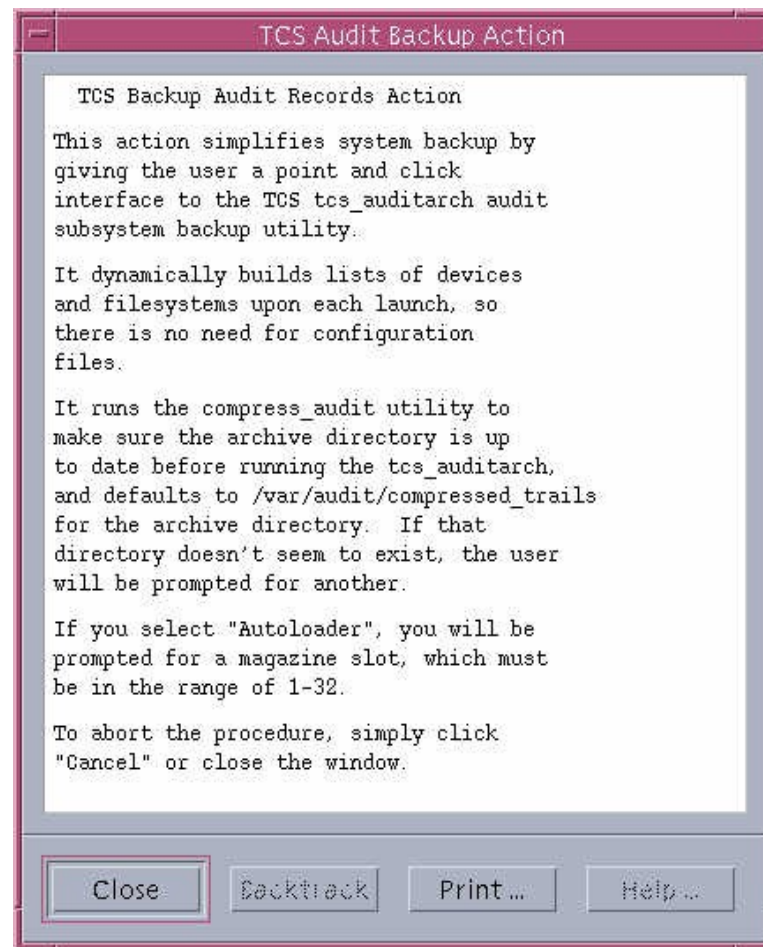 TCS Audit Backup Action
TCS Backup Audit Records Action
This action simplifies system backup by
giving the user a point and click
interface to the TCS tcs_auditarch audit
subsystem backup utility.
It dynamically builds lists of devices
and filesystems upon each launch, so
there is no need for configuration
files.
It runs the compress_audit utility to
make sure the archive directory is up
to date before running the tcs_auditarch,
and defaults to /var/audit/compressed_trails
for the archive directory.  If that
directory doesn't seem to exist, the user
will be prompted for another.
If you select "Autoloader", you will be
prompted for a magazine slot, which must
be in the range of 1-32.
To abort the procedure, simply click
"Cancel" or close the window.
Close Backtrack Print ... Help ...